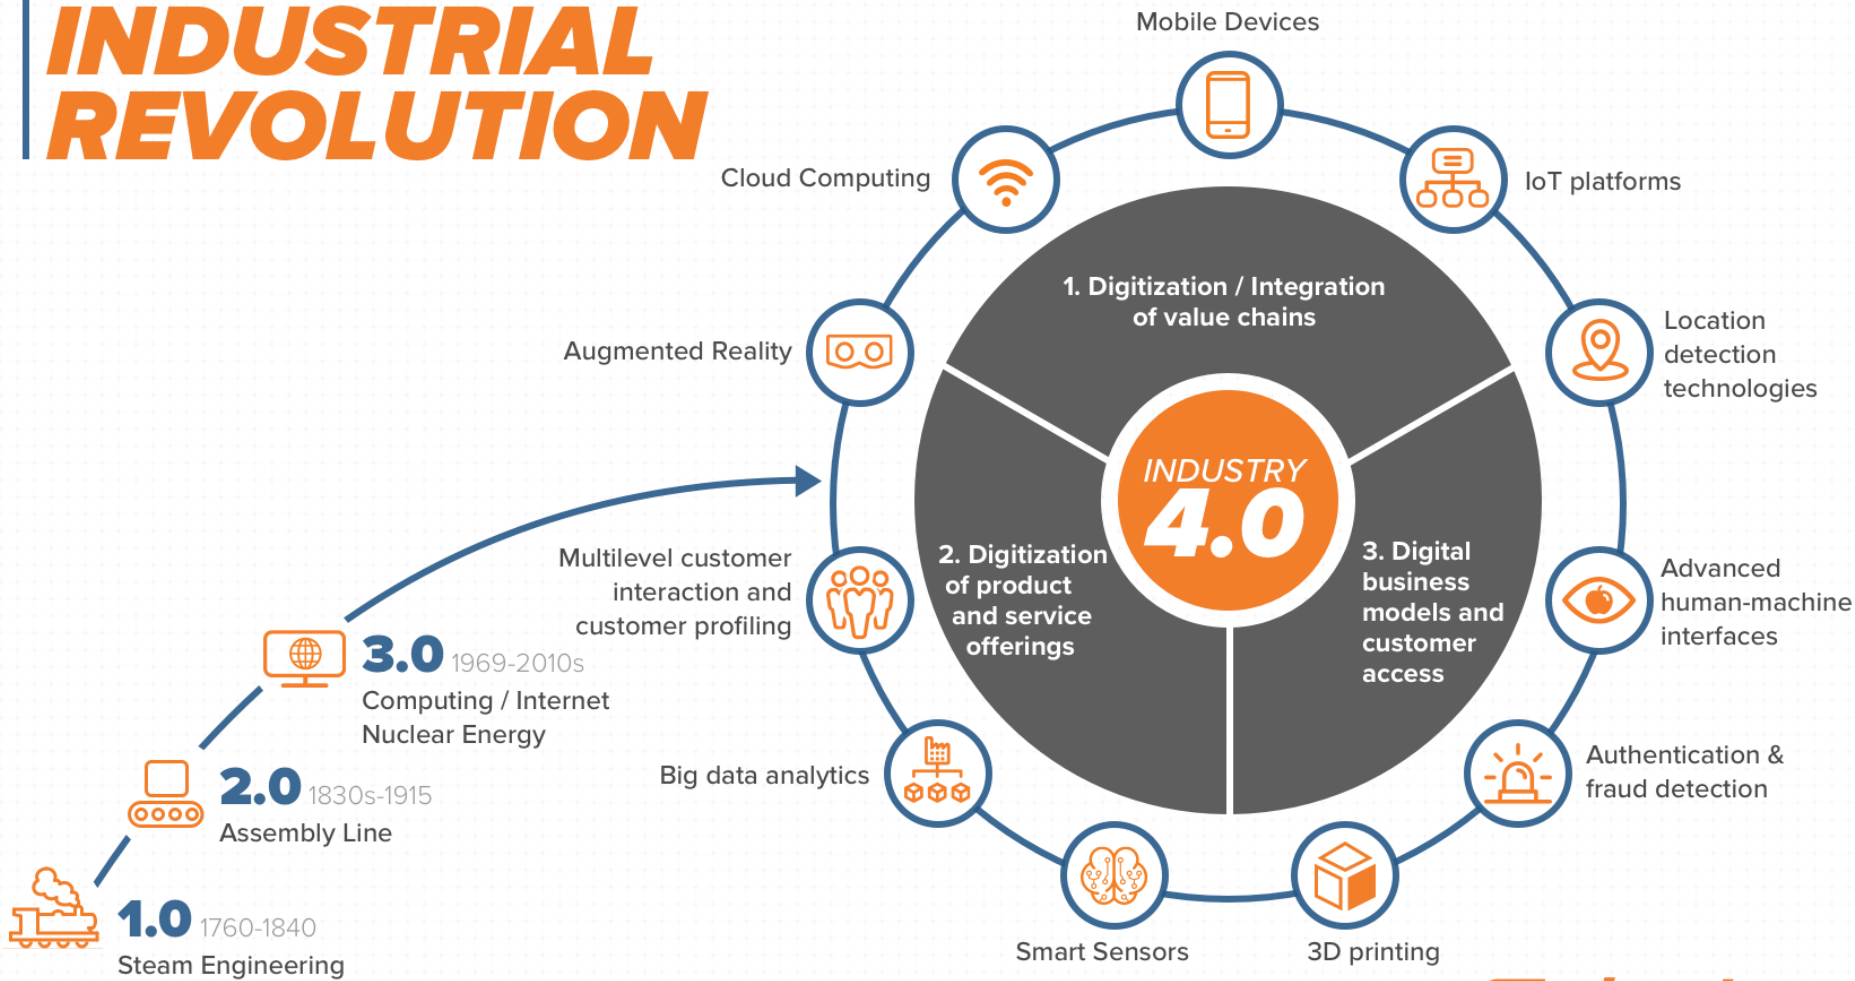 INDUSTRIAL
REVOLUTION
Mobile Devices
Cloud Computing
IoT platforms
Augmented Reality
Location
detection
technologies
1. Digitization / Integration
of value chains
INDUSTRY
4.0
2. Digitization
of product
and service
offerings
3. Digital
business
models and
customer
access
Multilevel customer
interaction and
customer profiling
Advanced
human-machine
interfaces
Big data analytics
Authentication &
fraud detection
Smart Sensors
3D printing
3.0 1969-2010s
Computing / Internet
Nuclear Energy
2.0 1830s-1915
Assembly Line
1.0 1760-1840
Steam Engineering